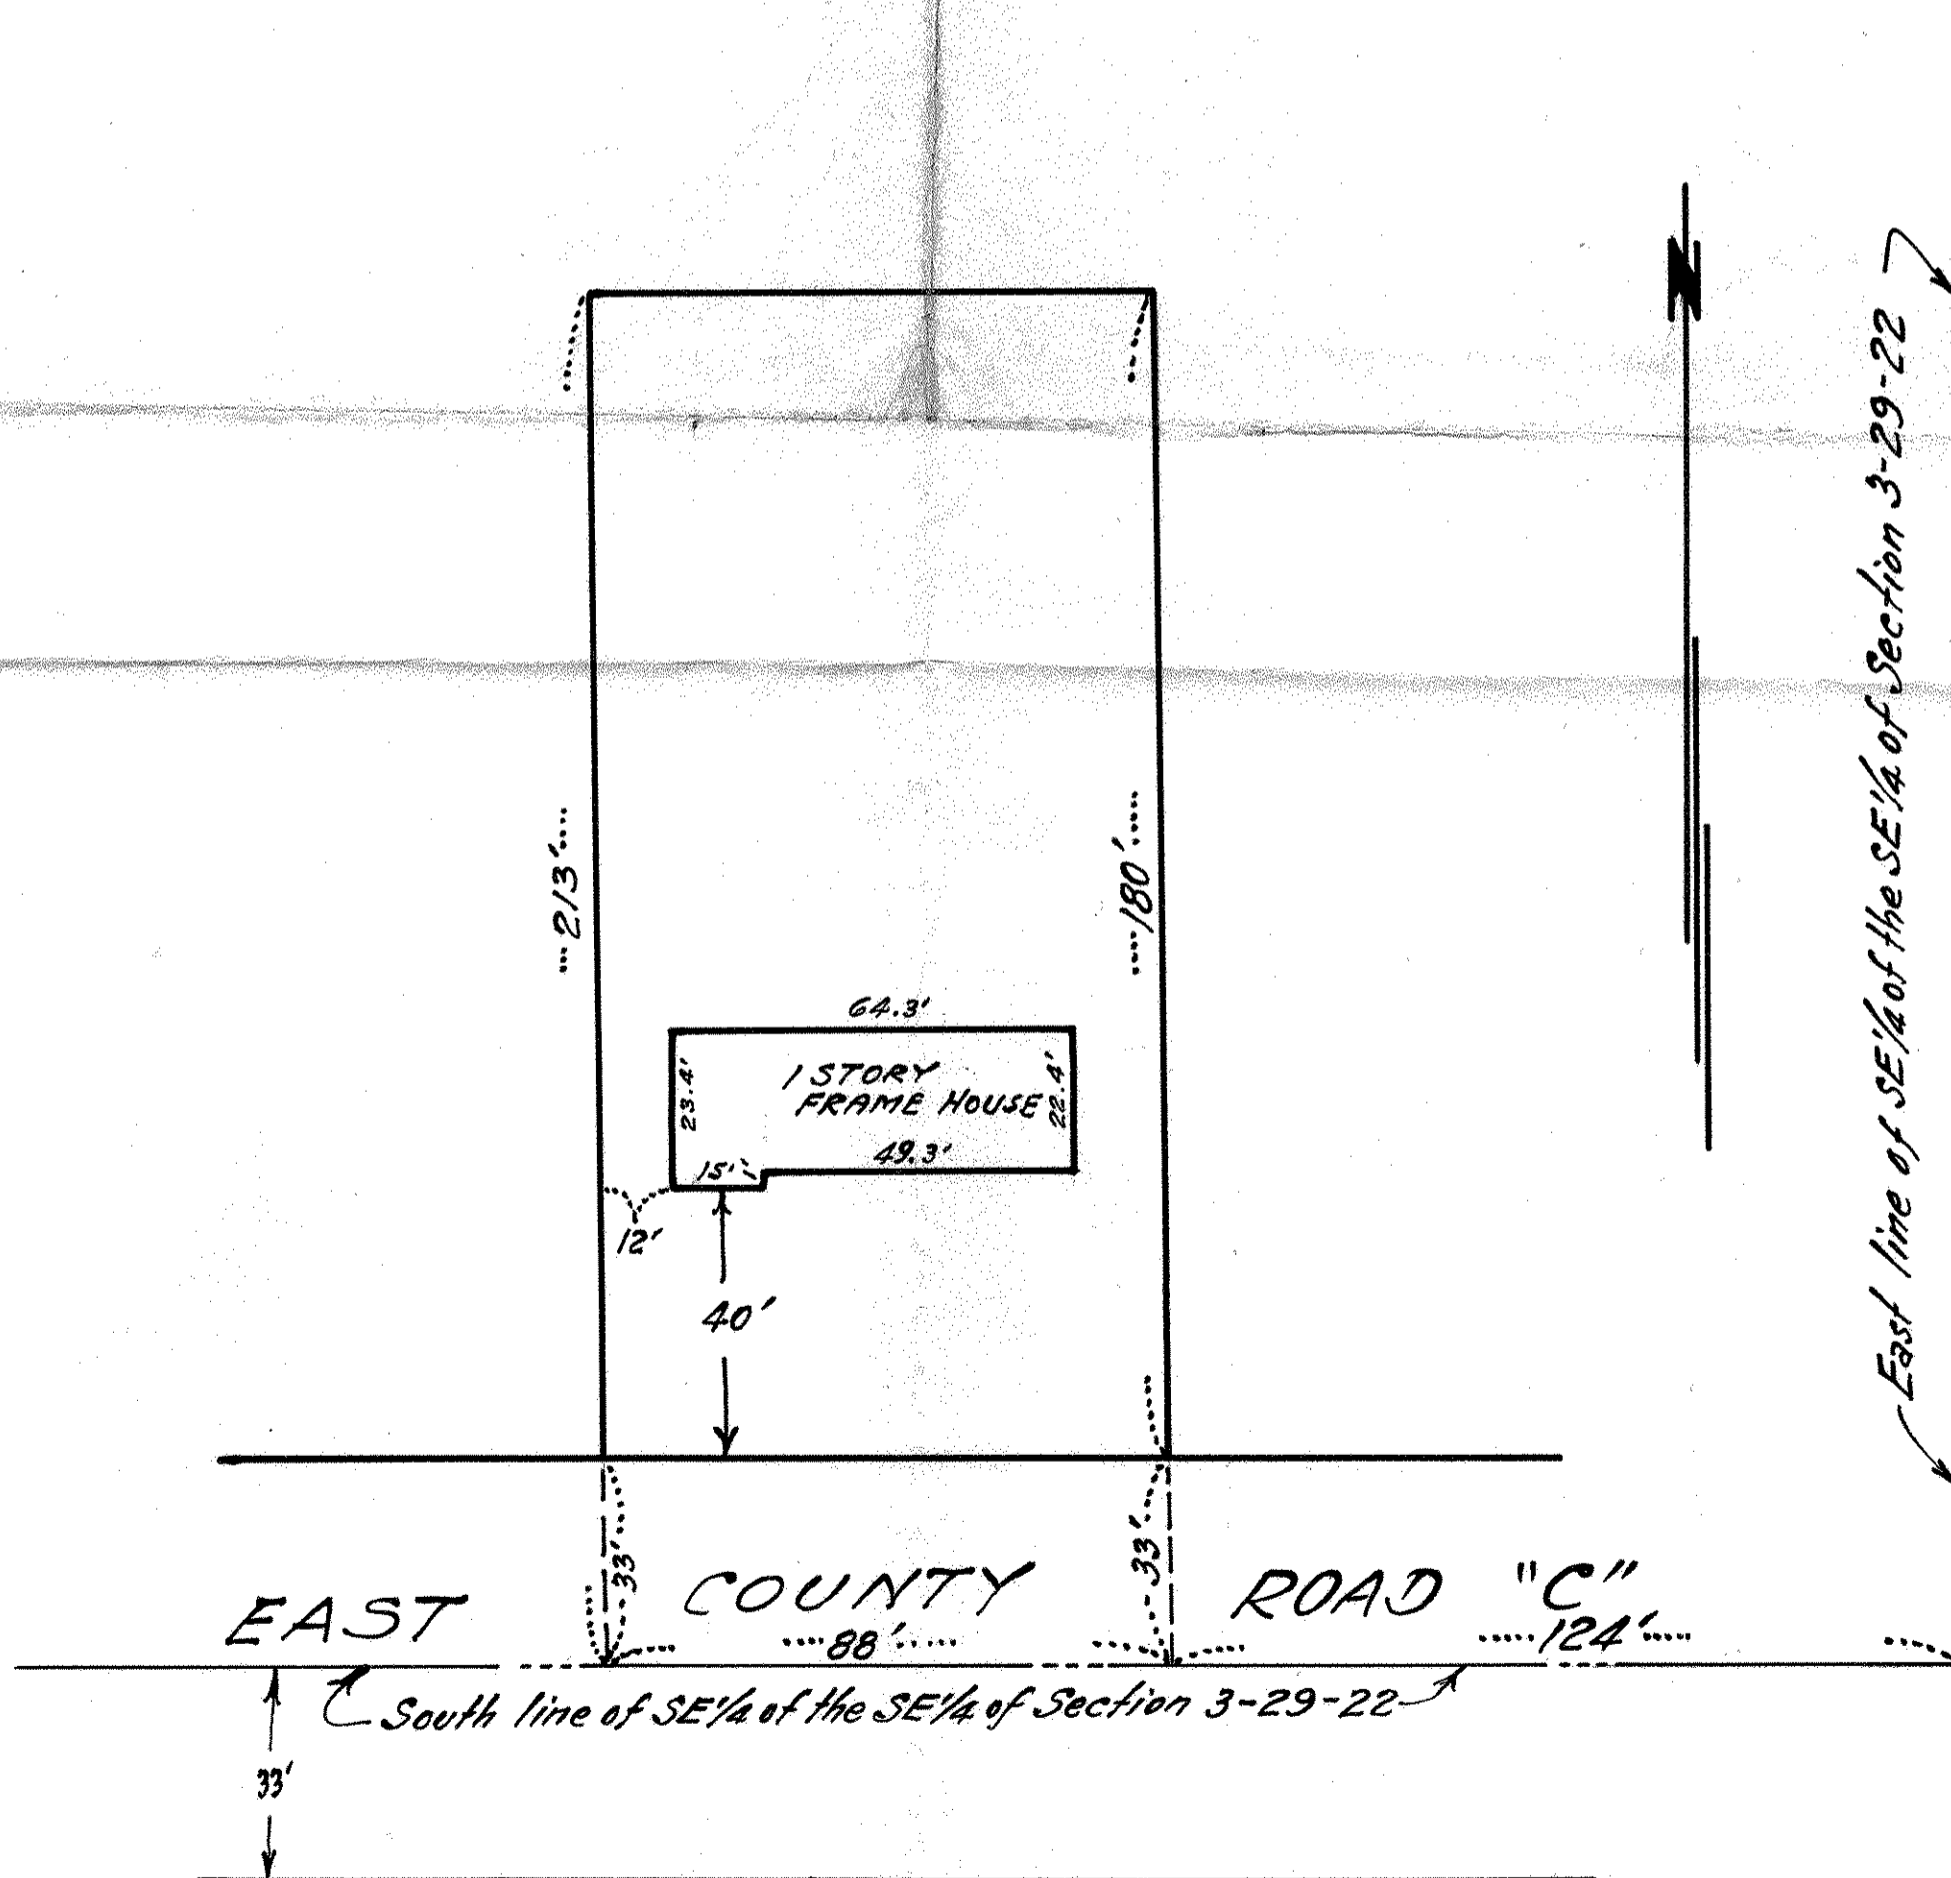 N
East line of SE1/4 of the SE1/4 of Section 3-29-22
213'
180'
64.3'
23.4'
1 STORY
FRAME HOUSE
22.4'
49.3'
15'
12'
40'
33'
33'
EAST COUNTY ROAD "C"
88'
124'
South line of SE1/4 of the SE1/4 of Section 3-29-22
33'